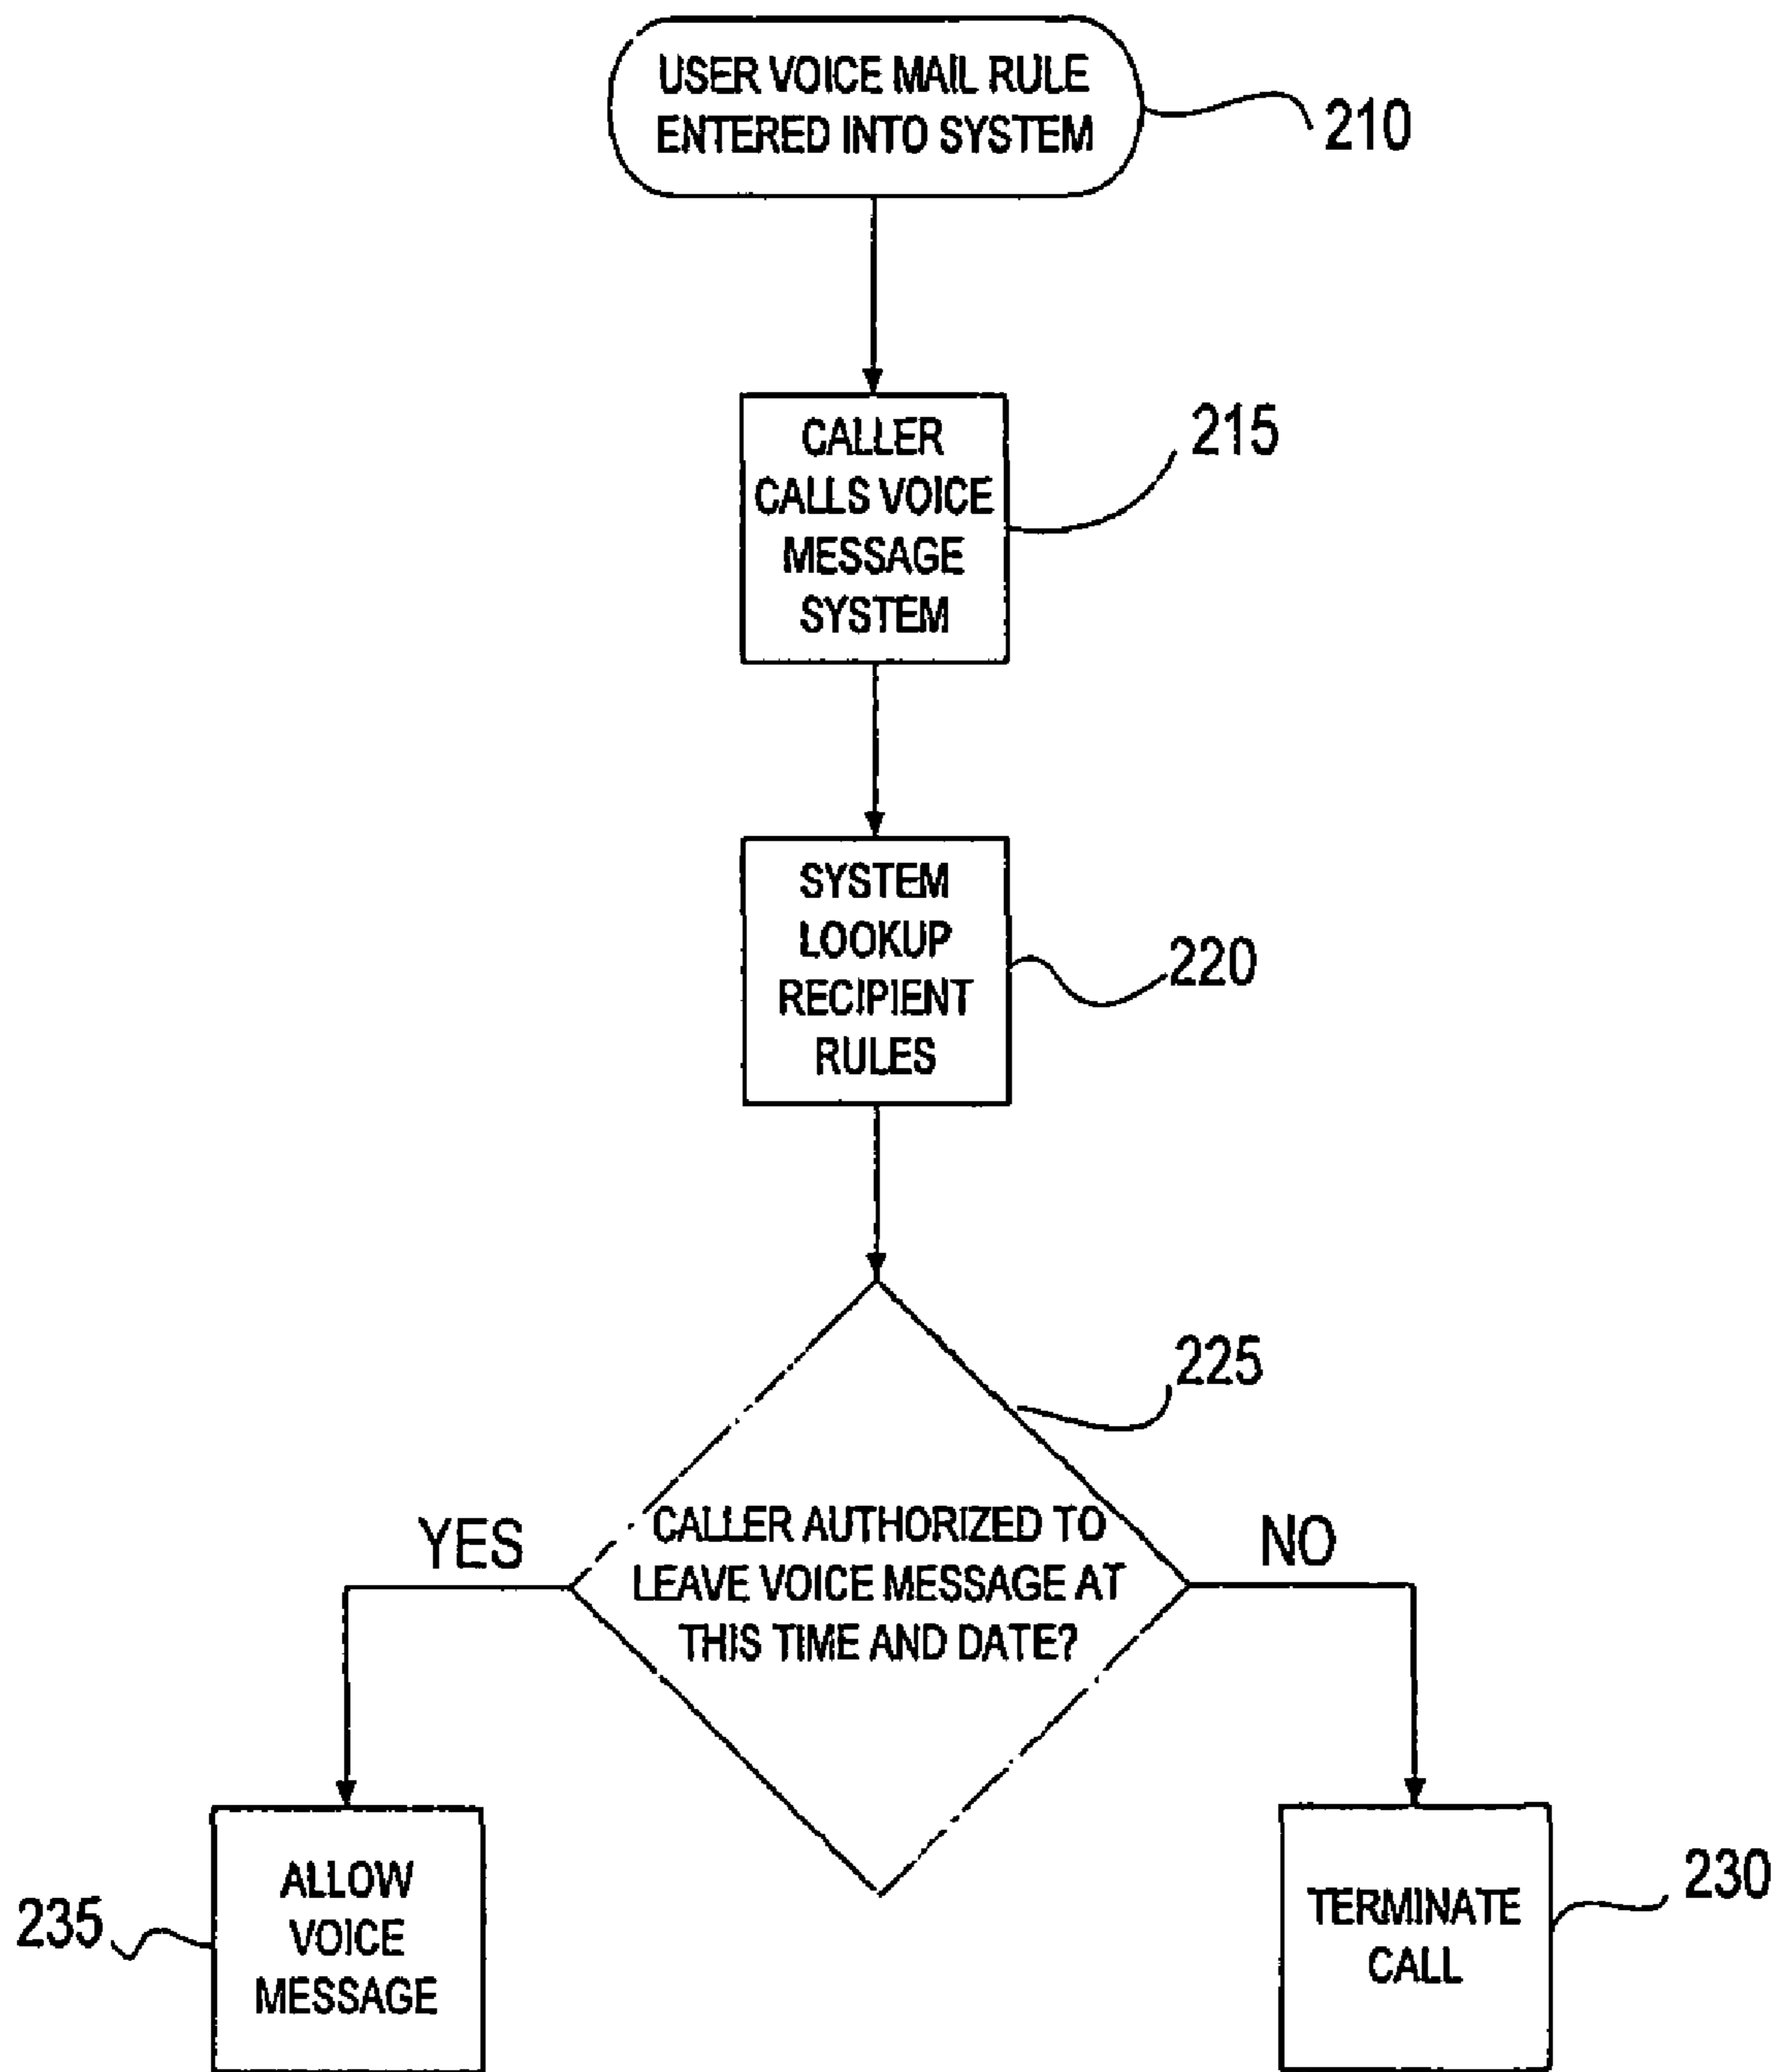 USER VOICE MAIL RULE
ENTERED INTO SYSTEM
210
CALLER
CALLS VOICE
MESSAGE
SYSTEM
215
SYSTEM
LOOKUP
RECIPIENT
RULES
220
225
CALLER AUTHORIZED TO
LEAVE VOICE MESSAGE AT
THIS TIME AND DATE?
YES
NO
ALLOW
VOICE
MESSAGE
235
TERMINATE
CALL
230